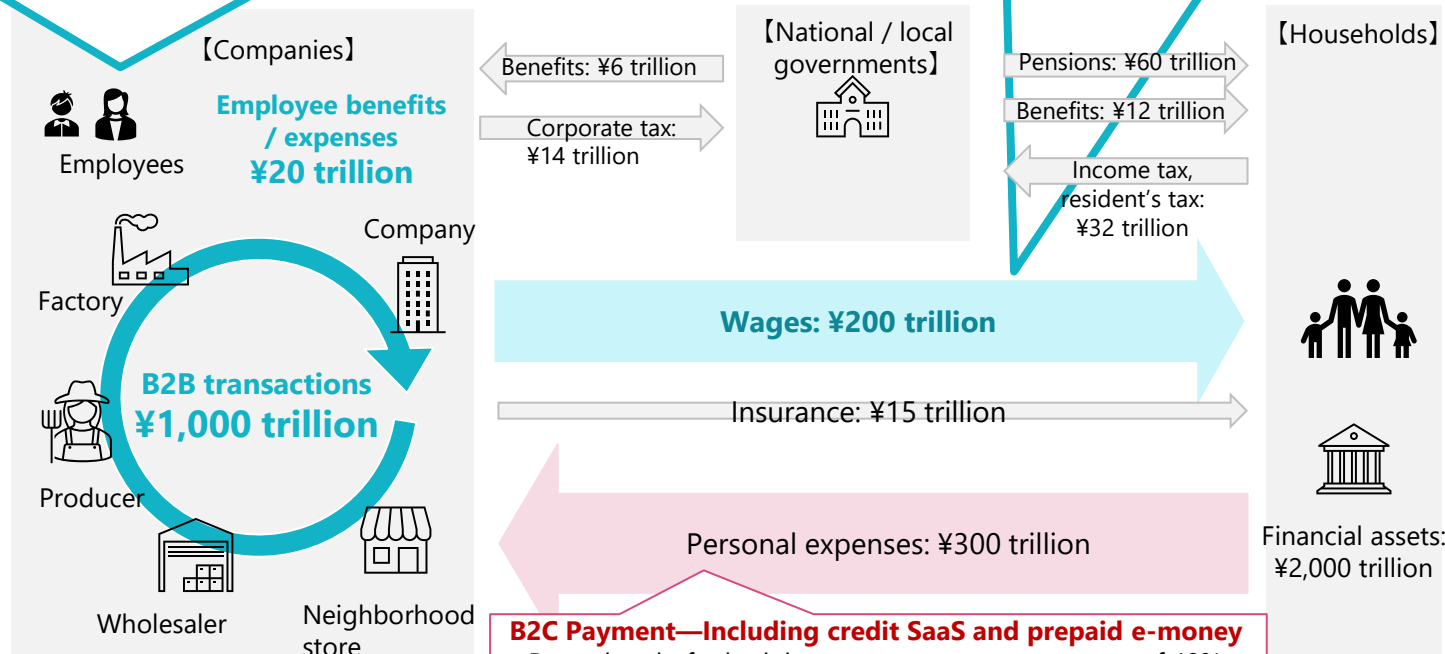 【Companies】
Employees
Employee benefits
/ expenses
¥20 trillion
Factory
Company
B2B transactions
¥1,000 trillion
Producer
Wholesaler
Neighborhood
store
Benefits: ¥6 trillion
Corporate tax:
¥14 trillion
【National / local
governments】
Pensions: ¥60 trillion
Benefits: ¥12 trillion
Income tax,
resident's tax:
¥32 trillion
【Households】
Wages: ¥200 trillion
Insurance: ¥15 trillion
Personal expenses: ¥300 trillion
Financial assets:
¥2,000 trillion
B2C Payment—Including credit SaaS and prepaid e-money